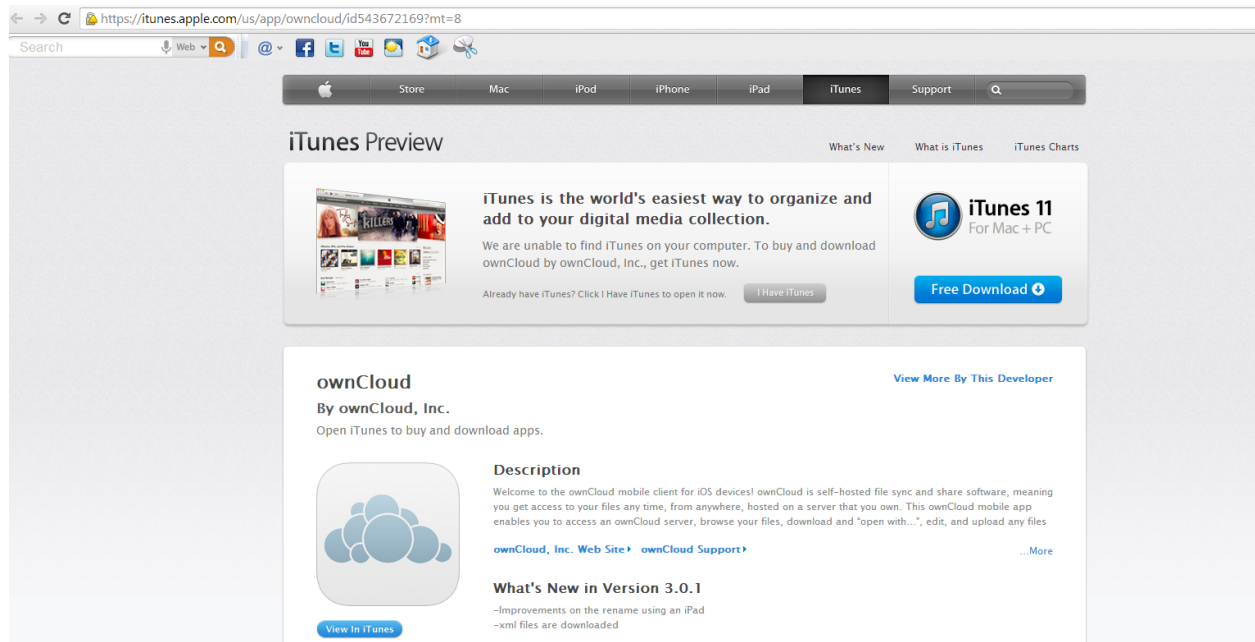 https://itunes.apple.com/us/app/owncloud/id543672169?mt=8
Search Web
Store Mac iPod iPhone iPad iTunes Support
iTunes Preview
What's New What is iTunes iTunes Charts
iTunes is the world's easiest way to organize and
add to your digital media collection.
We are unable to find iTunes on your computer. To buy and download
ownCloud by ownCloud, Inc., get iTunes now.
Already have iTunes? Click I Have iTunes to open it now. I Have iTunes
iTunes 11
For Mac + PC
Free Download
ownCloud
View More By This Developer
By ownCloud, Inc.
Open iTunes to buy and download apps.
Description
Welcome to the ownCloud mobile client for iOS devices! ownCloud is self-hosted file sync and share software, meaning
you get access to your files any time, from anywhere, hosted on a server that you own. This ownCloud mobile app
enables you to access an ownCloud server, browse your files, download and "open with...", edit, and upload any files
ownCloud, Inc. Web Site ownCloud Support ...More
What's New in Version 3.0.1
-Improvements on the rename using an iPad
-xml files are downloaded
View In iTunes